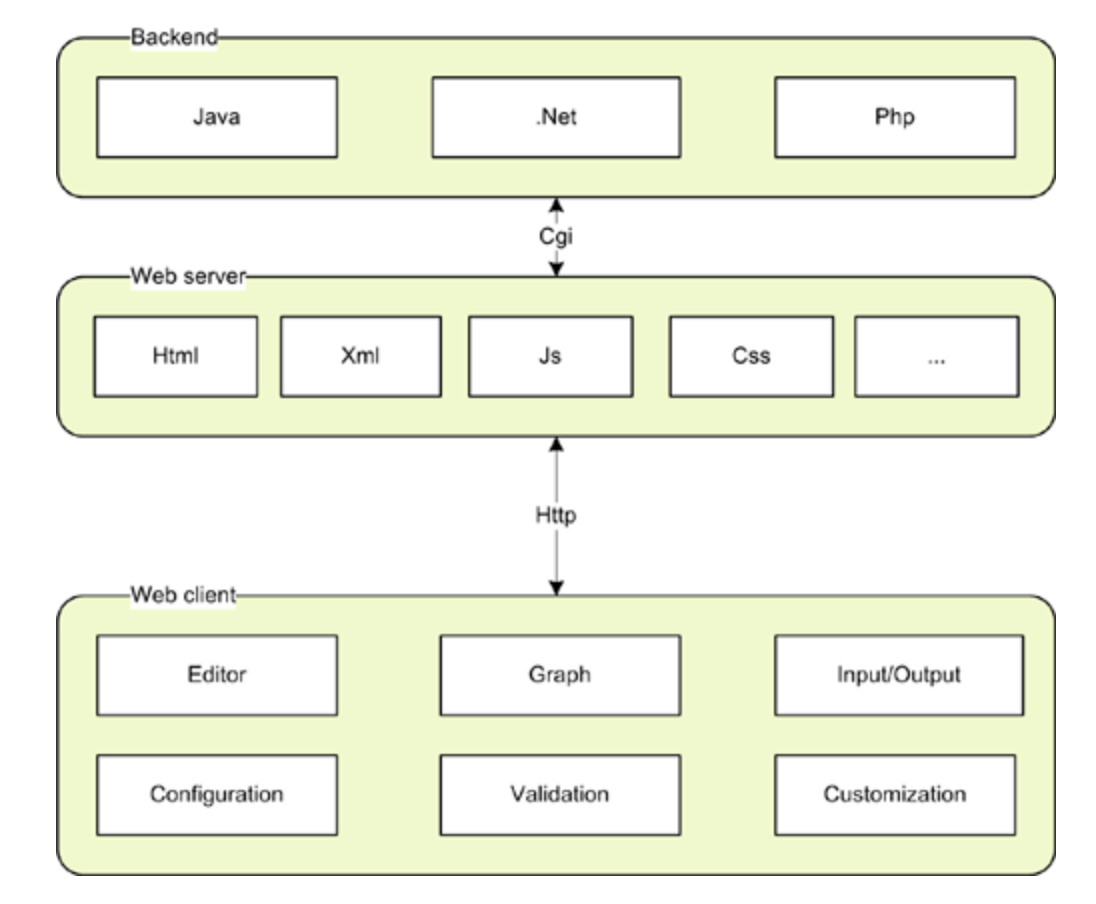 Backend
Java .Net Php
Cgi
Web server
Html Xml Js Css ...
Http
Web client
Editor Graph Input/Output
Configuration Validation Customization